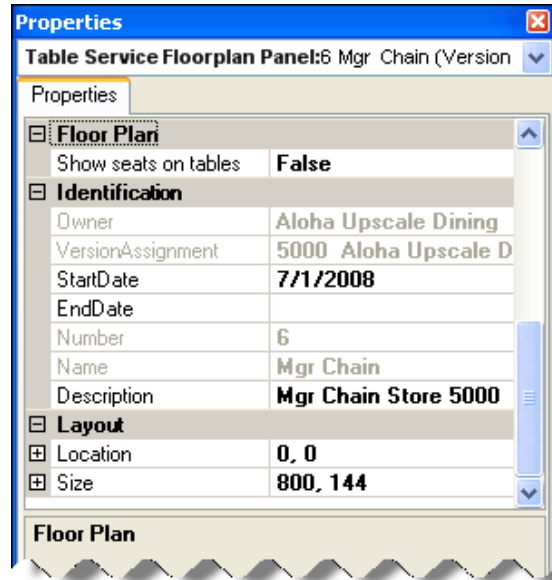 Properties
Table Service Floorplan Panel:6 Mgr Chain (Version
Properties
Floor Plan
Show seats on tables False
Identification
Owner Aloha Upscale Dining
VersionAssignment 5000 Aloha Upscale D
StartDate 7/1/2008
EndDate
Number 6
Name Mgr Chain
Description Mgr Chain Store 5000
Layout
Location 0, 0
Size 800, 144
Floor Plan